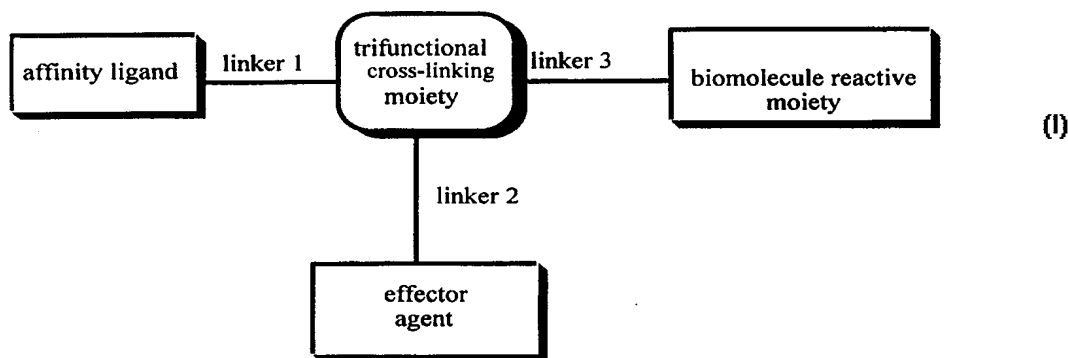 affinity ligand
linker 1
trifunctional
cross-linking
moiety
linker 3
biomolecule reactive
moiety
(I)
linker 2
effector
agent